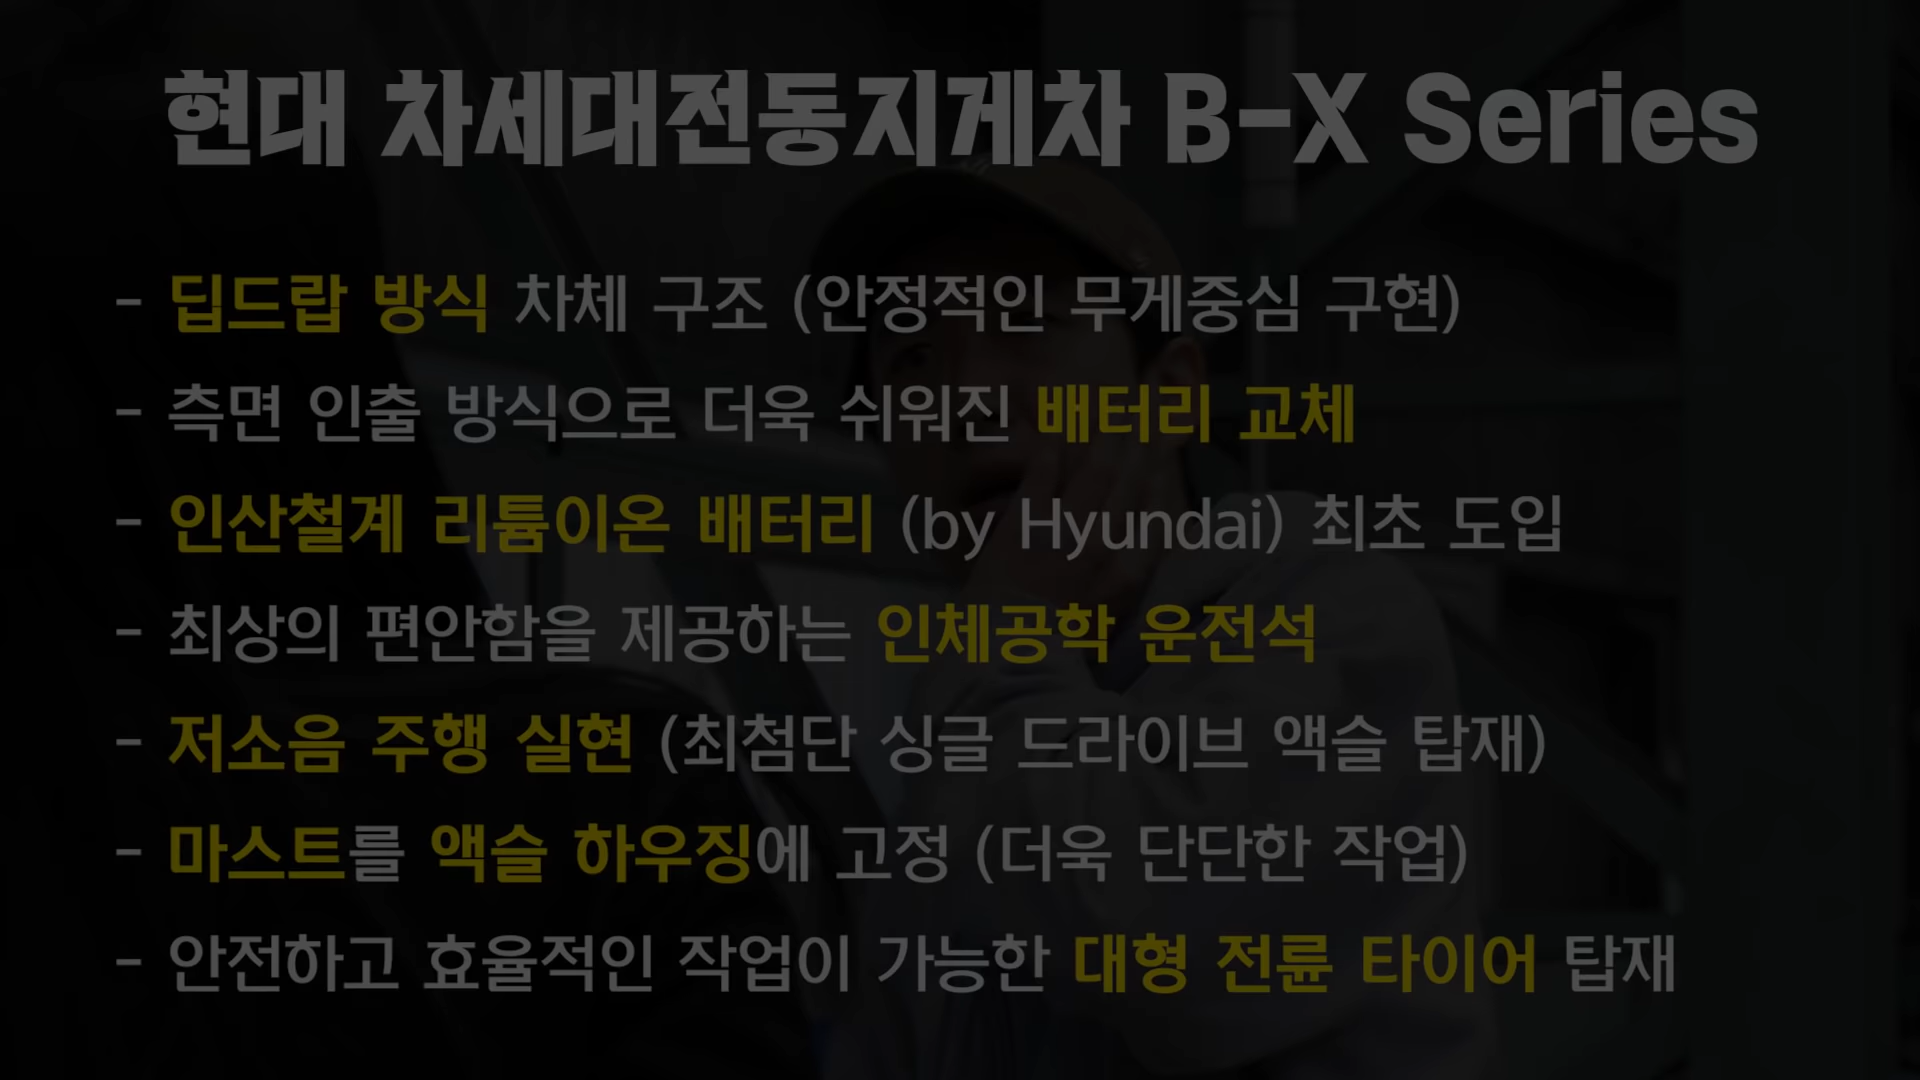 현대 차세대전동지게차 B-X Series
- 딥드랍 방식 차체 구조 (안정적인 무게중심 구현)
- 측면 인출 방식으로 더욱 쉬워진 배터리 교체
- 인산철계 리튬이온 배터리 (by Hyundai) 최초 도입
- 최상의 편안함을 제공하는 인체공학 운전석
- 저소음 주행 실현 (최첨단 싱글 드라이브 액슬 탑재)
- 마스트를 액슬 하우징에 고정 (더욱 단단한 작업)
- 안전하고 효율적인 작업이 가능한 대형 전륜 타이어 탑재